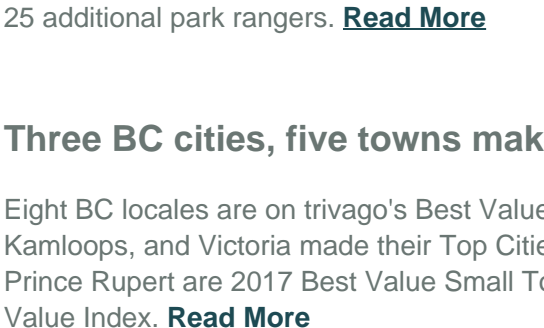 25 additional park rangers. Read More
Three BC cities, five towns mak
Eight BC locales are on trivago's Best Value
Kamloops, and Victoria made their Top Citie
Prince Rupert are 2017 Best Value Small To
Value Index. Read More